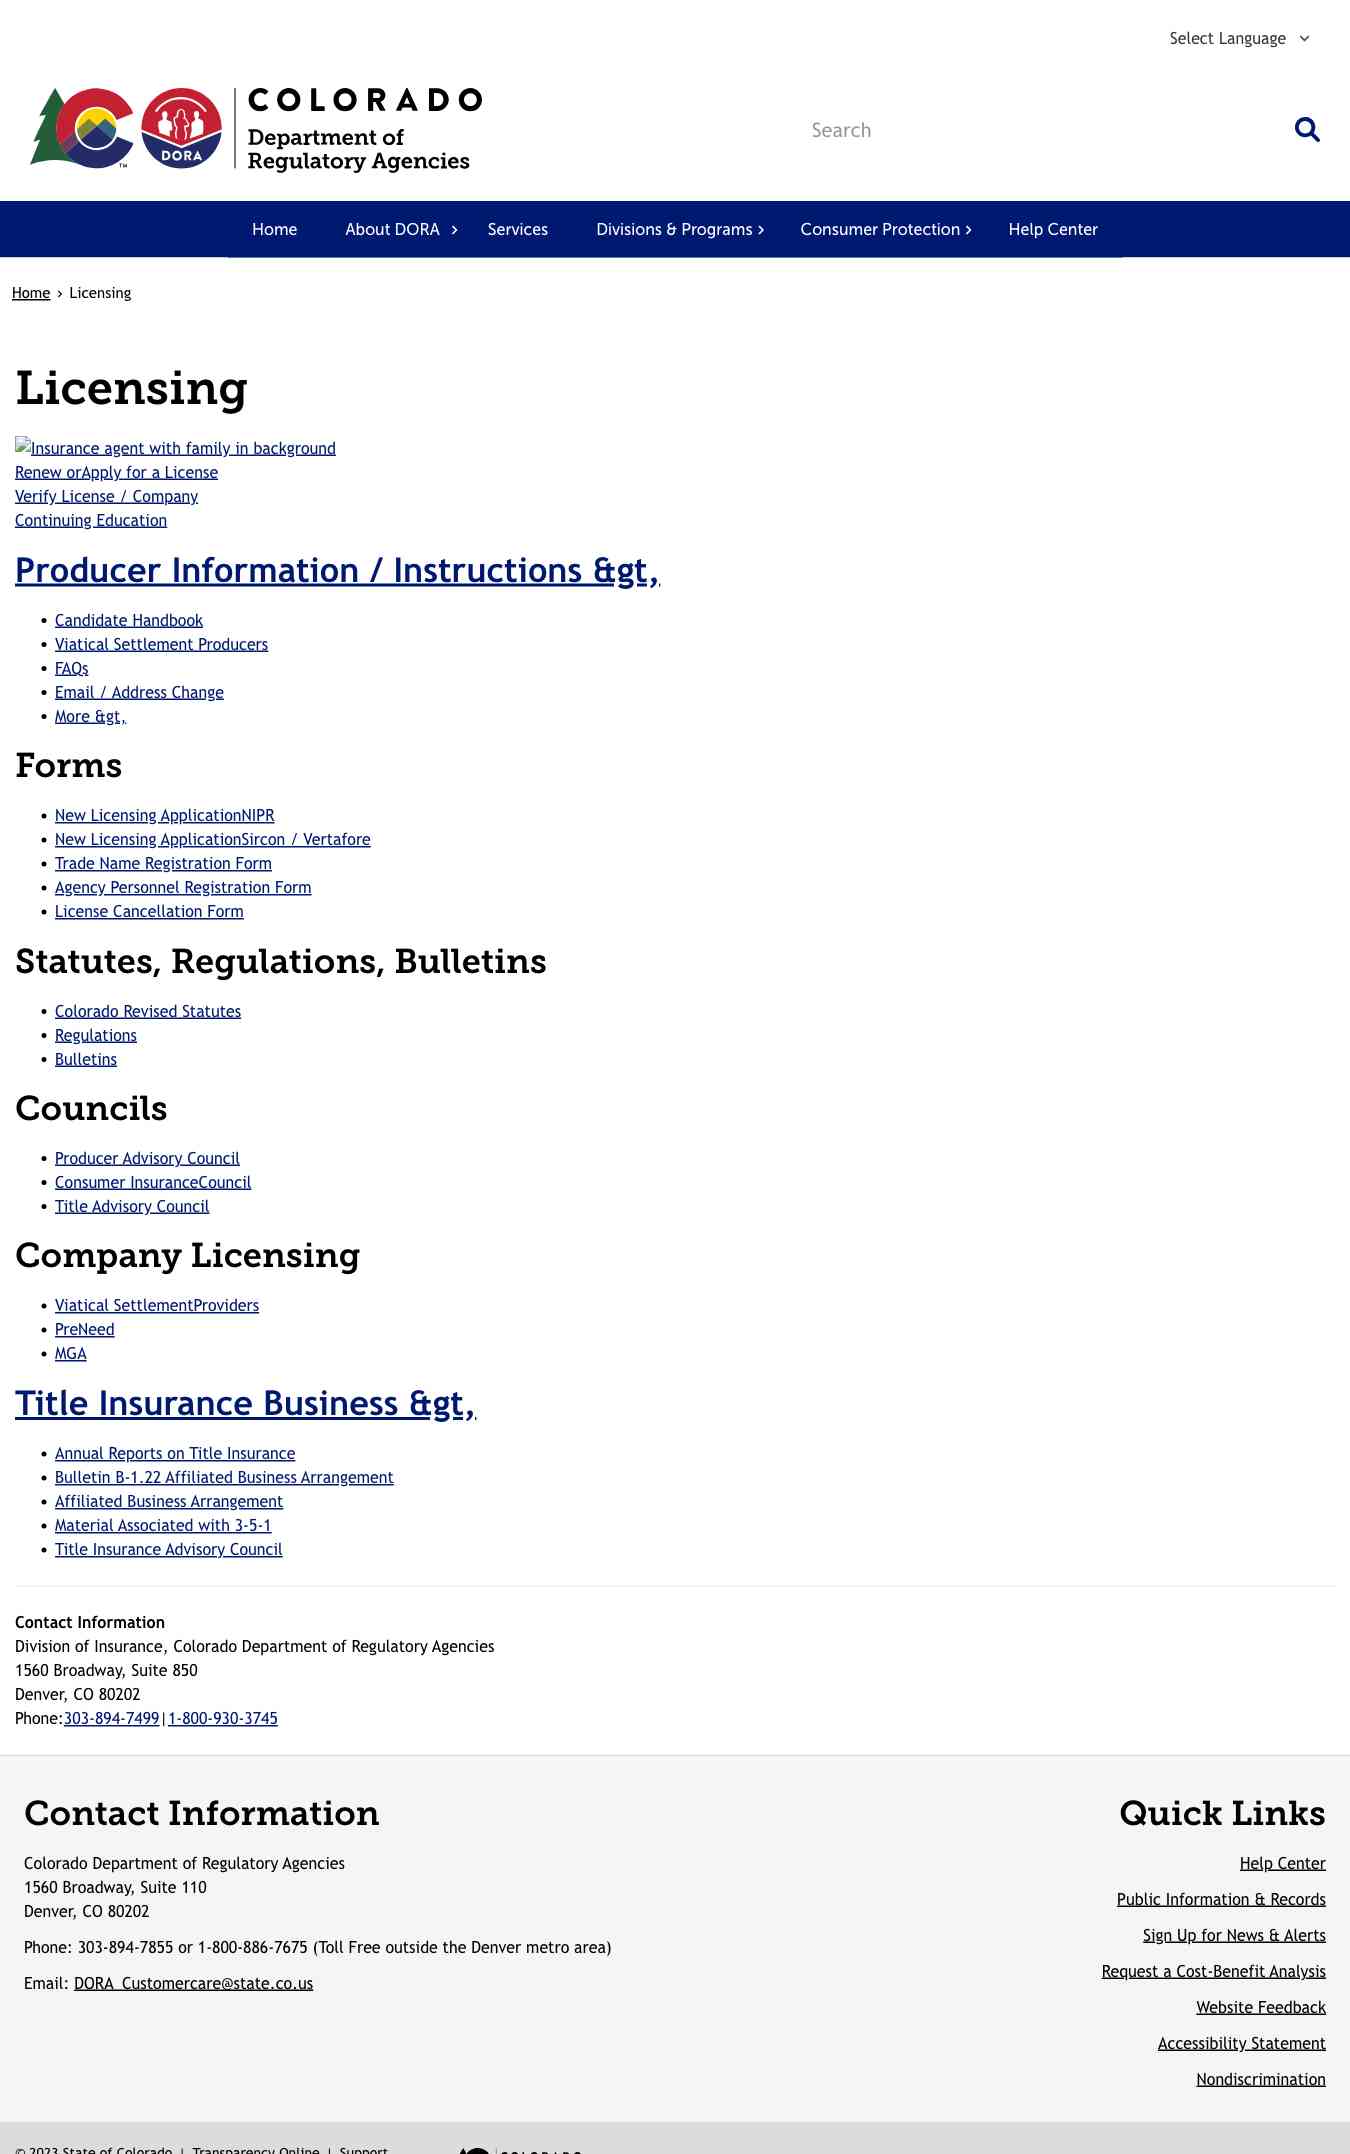 Select Language
COLORADO
Department of
Regulatory Agencies
DORA
TM
Search
Home About DORA › Services Divisions & Programs › Consumer Protection › Help Center
Home › Licensing
Licensing
Insurance agent with family in background
Renew orApply for a License
Verify License / Company
Continuing Education
Producer Information / Instructions &gt,
• Candidate Handbook
• Viatical Settlement Producers
• FAQs
• Email / Address Change
• More &gt,
Forms
• New Licensing ApplicationNIPR
• New Licensing ApplicationSircon / Vertafore
• Trade Name Registration Form
• Agency Personnel Registration Form
• License Cancellation Form
Statutes, Regulations, Bulletins
• Colorado Revised Statutes
• Regulations
• Bulletins
Councils
• Producer Advisory Council
• Consumer InsuranceCouncil
• Title Advisory Council
Company Licensing
• Viatical SettlementProviders
• PreNeed
• MGA
Title Insurance Business &gt,
• Annual Reports on Title Insurance
• Bulletin B-1.22 Affiliated Business Arrangement
• Affiliated Business Arrangement
• Material Associated with 3-5-1
• Title Insurance Advisory Council
Contact Information
Division of Insurance, Colorado Department of Regulatory Agencies
1560 Broadway, Suite 850
Denver, CO 80202
Phone:303-894-7499|1-800-930-3745
Contact Information
Colorado Department of Regulatory Agencies
1560 Broadway, Suite 110
Denver, CO 80202
Phone: 303-894-7855 or 1-800-886-7675 (Toll Free outside the Denver metro area)
Email: DORA_Customercare@state.co.us
Quick Links
Help Center
Public Information & Records
Sign Up for News & Alerts
Request a Cost-Benefit Analysis
Website Feedback
Accessibility Statement
Nondiscrimination
© 2023 State of Colorado | Transparency Online | Support
COLORADO